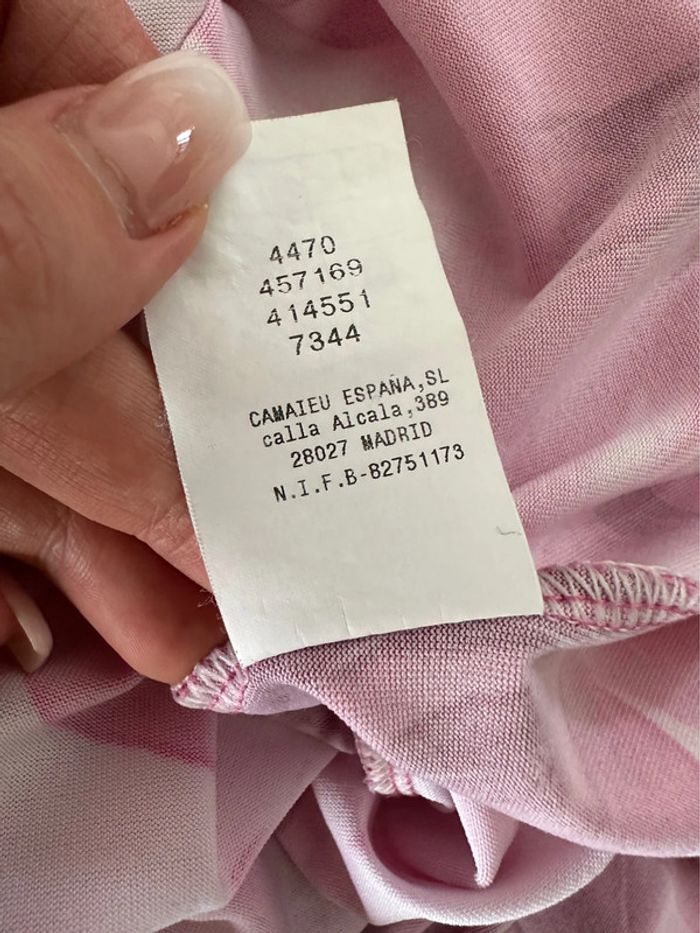 4470
457169
414551
7344
CAMAIEU ESPAÑA,SL
calla Alcala,389
28027 MADRID
N.I.F.B-82751173